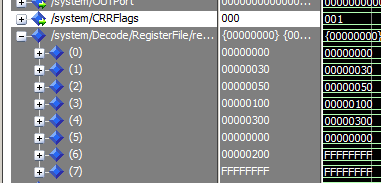 /system/OUTPort 0000000000000... 000000000
/system/CRRFlags 000 001
/system/Decode/RegisterFile/re... {00000000} {00... {00000000}
(0) 00000000 00000000
(1) 00000030 00000030
(2) 00000050 00000050
(3) 00000100 00000100
(4) 00000300 00000300
(5) 00000000 00000000
(6) 00000200 FFFFFFFF
(7) FFFFFFFF FFFFFFFF